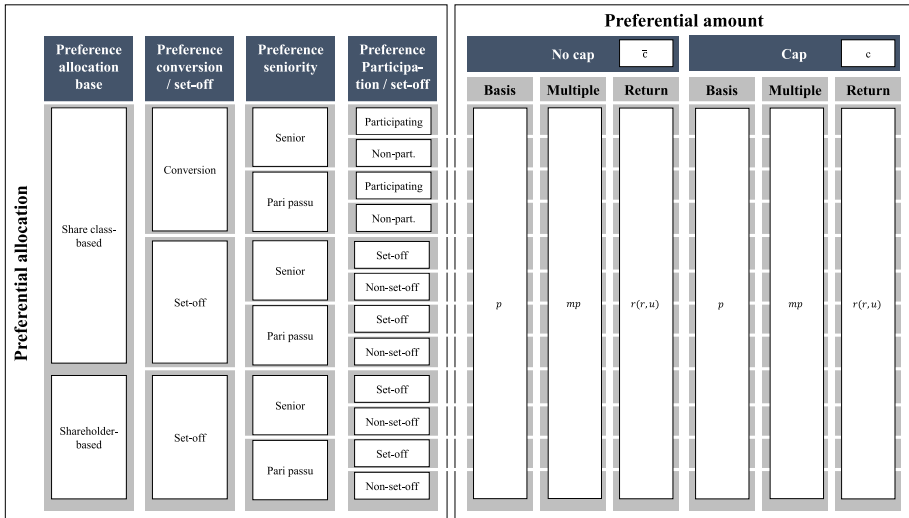 Preferential allocation
Preference
allocation
base
Preference
conversion
/ set-off
Preference
seniority
Preference
Participa-
tion / set-off
Share class-
based
Shareholder-
based
Conversion
Set-off
Set-off
Senior
Pari passu
Senior
Pari passu
Senior
Pari passu
Participating
Non-part.
Participating
Non-part.
Set-off
Non-set-off
Set-off
Non-set-off
Set-off
Non-set-off
Set-off
Non-set-off
Preferential amount
No cap
c̅
Cap
c
Basis
Multiple
Return
Basis
Multiple
Return
p
mp
r(r, u)
p
mp
r(r, u)